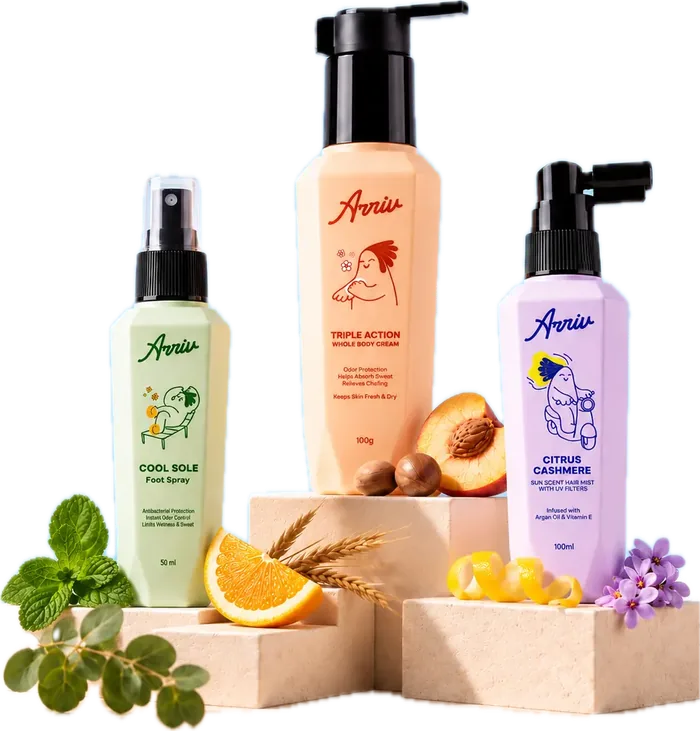 Arriv
COOL SOLE
Foot Spray
Antibacterial Protection
Instant Odor Control
Limits Wetness & Sweat
50 ml
Arriv
TRIPLE ACTION
WHOLE BODY CREAM
Odor Protection
Helps Absorb Sweat
Relieves Chafing
Keeps Skin Fresh & Dry
100g
Arriv
CITRUS
CASHMERE
SUN SCENT HAIR MIST
WITH UV FILTERS
Infused with
Argan Oil & Vitamin E
100ml